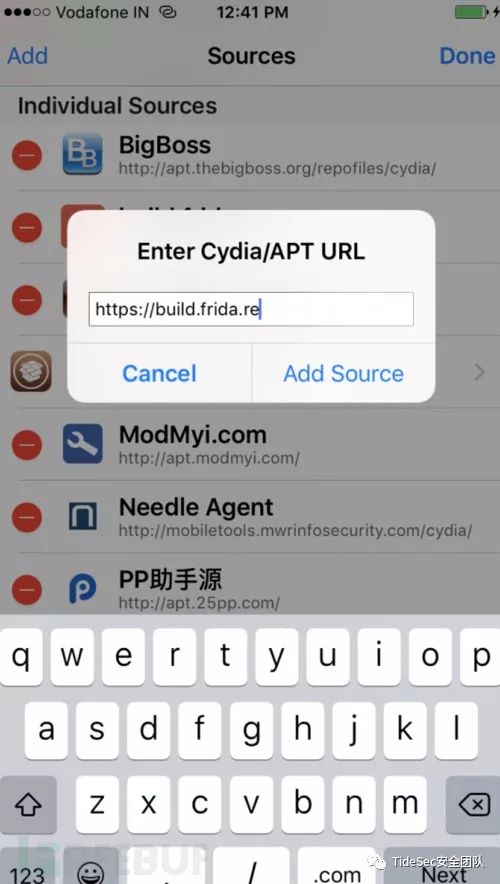 Vodafone IN 12:41 PM
Add Sources Done
Individual Sources
BigBoss
http://apt.thebigboss.org/repofiles/cydia/
Enter Cydia/APT URL
https://build.frida.re
Cancel Add Source
ModMyi.com
http://apt.modmyi.com/
Needle Agent
http://mobiletools.mwrinfosecurity.com/cydia/
PP助手源
http://apt.25pp.com/
q w e r t y u i o p
a s d f g h j k l
z x c v b n m
123 / .com Next
TideSec安全团队